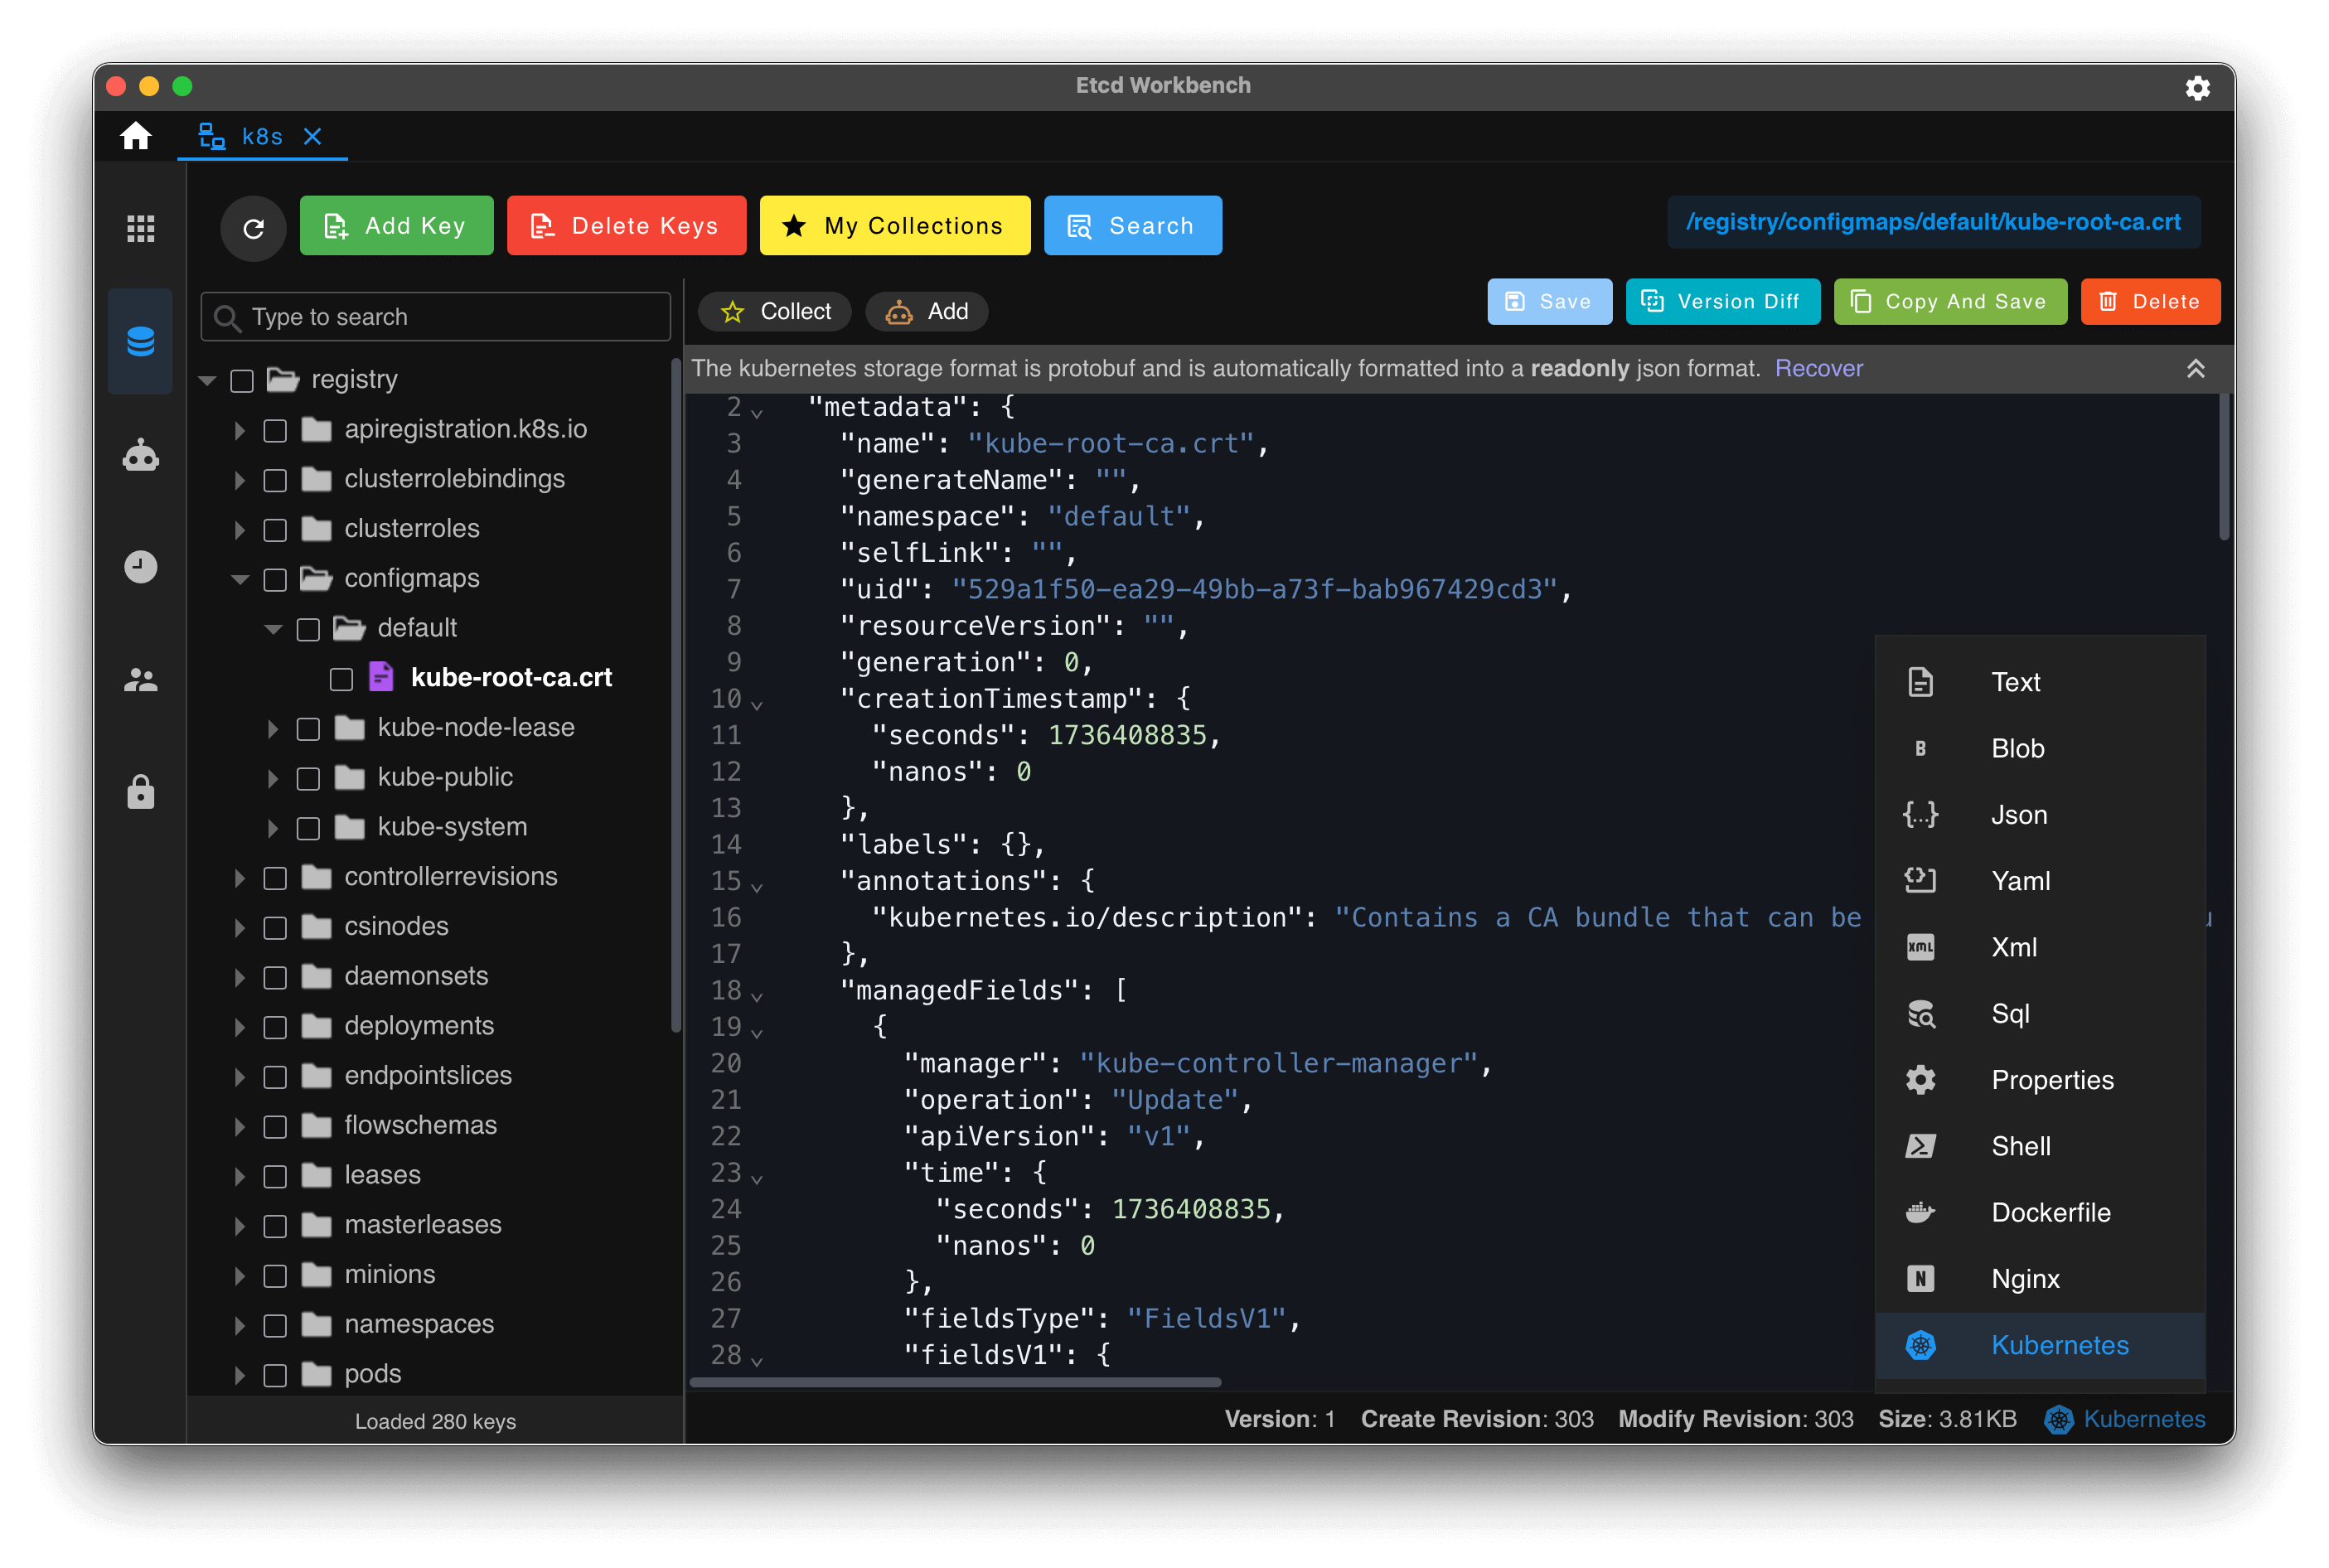 Etcd Workbench
k8s
Add Key
Delete Keys
My Collections
Search
/registry/configmaps/default/kube-root-ca.crt
Type to search
registry
apiregistration.k8s.io
clusterrolebindings
clusterroles
configmaps
default
kube-root-ca.crt
kube-node-lease
kube-public
kube-system
controllerrevisions
csinodes
daemonsets
deployments
endpointslices
flowschemas
leases
masterleases
minions
namespaces
pods
Loaded 280 keys
Collect
Add
Save
Version Diff
Copy And Save
Delete
The kubernetes storage format is protobuf and is automatically formatted into a readonly json format. Recover
2 "metadata": {
3 "name": "kube-root-ca.crt",
4 "generateName": "",
5 "namespace": "default",
6 "selfLink": "",
7 "uid": "529a1f50-ea29-49bb-a73f-bab967429cd3",
8 "resourceVersion": "",
9 "generation": 0,
10 "creationTimestamp": {
11 "seconds": 1736408835,
12 "nanos": 0
13 },
14 "labels": {},
15 "annotations": {
16 "kubernetes.io/description": "Contains a CA bundle that can be
17 },
18 "managedFields": [
19 {
20 "manager": "kube-controller-manager",
21 "operation": "Update",
22 "apiVersion": "v1",
23 "time": {
24 "seconds": 1736408835,
25 "nanos": 0
26 },
27 "fieldsType": "FieldsV1",
28 "fieldsV1": {
Text
B Blob
{...} Json
Yaml
XML Xml
Sql
Properties
Shell
Dockerfile
N Nginx
Kubernetes
Version: 1 Create Revision: 303 Modify Revision: 303 Size: 3.81KB Kubernetes